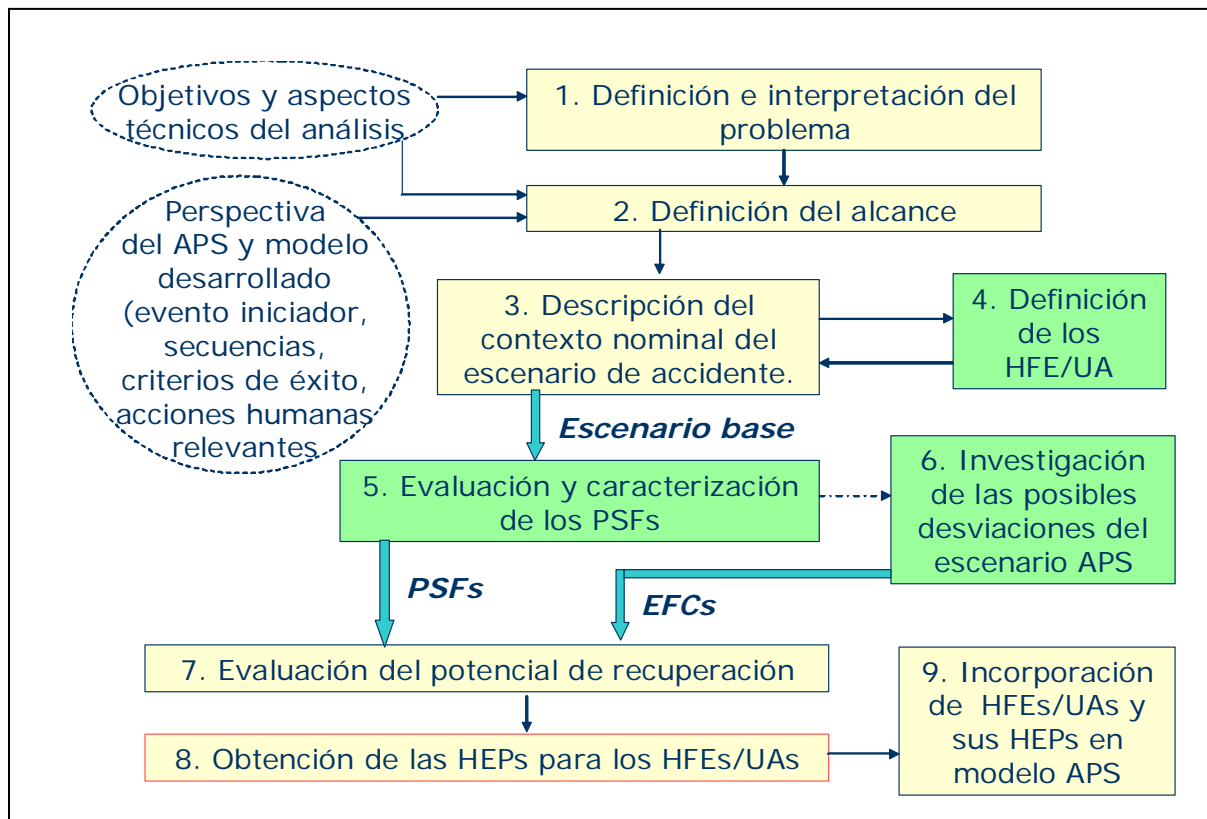 Objetivos y aspectos
técnicos del análisis
1. Definición e interpretación del
problema
Perspectiva
del APS y modelo
desarrollado
(evento iniciador,
secuencias,
criterios de éxito,
acciones humanas
relevantes
2. Definición del alcance
3. Descripción del
contexto nominal del
escenario de accidente.
4. Definición
de los
HFE/UA
Escenario base
5. Evaluación y caracterización
de los PSFs
6. Investigación
de las posibles
desviaciones del
escenario APS
PSFs
EFCs
7. Evaluación del potencial de recuperación
8. Obtención de las HEPs para los HFEs/UAs
9. Incorporación
de HFEs/UAs y
sus HEPs en
modelo APS